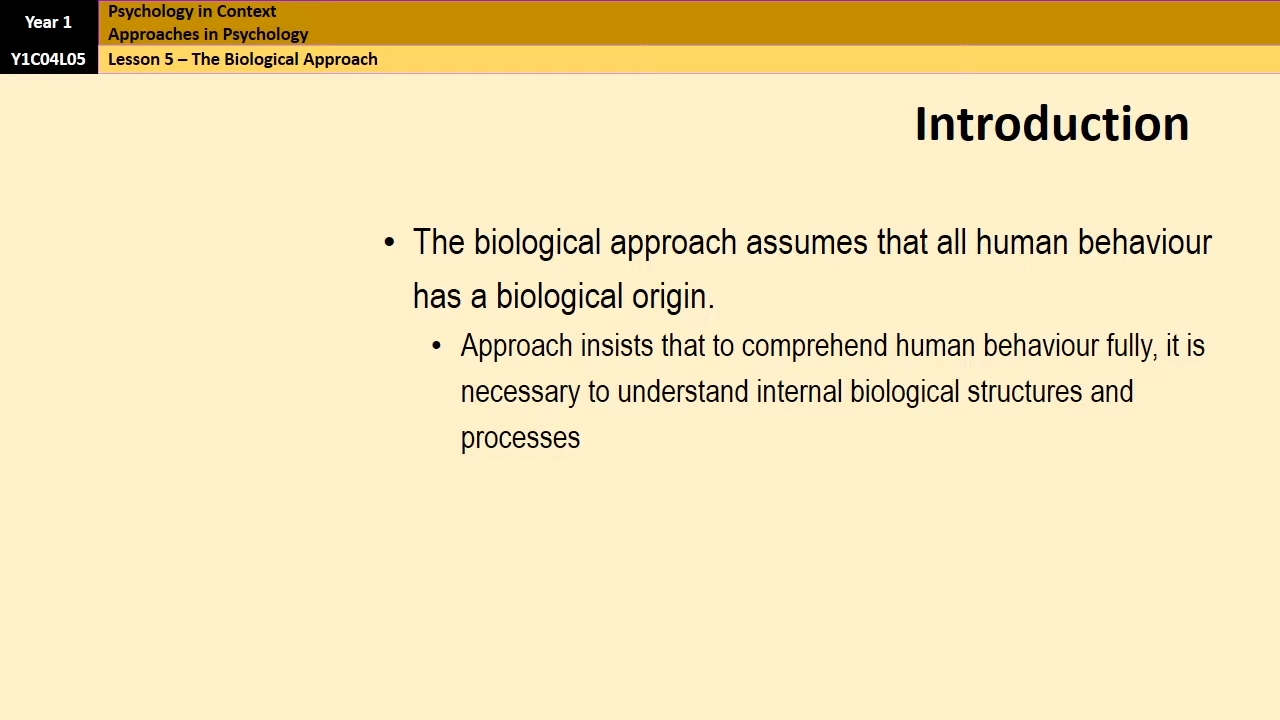 Year 1
Psychology in Context
Approaches in Psychology
Y1C04L05
Lesson 5 – The Biological Approach
Introduction
• The biological approach assumes that all human behaviour
has a biological origin.
• Approach insists that to comprehend human behaviour fully, it is
necessary to understand internal biological structures and
processes